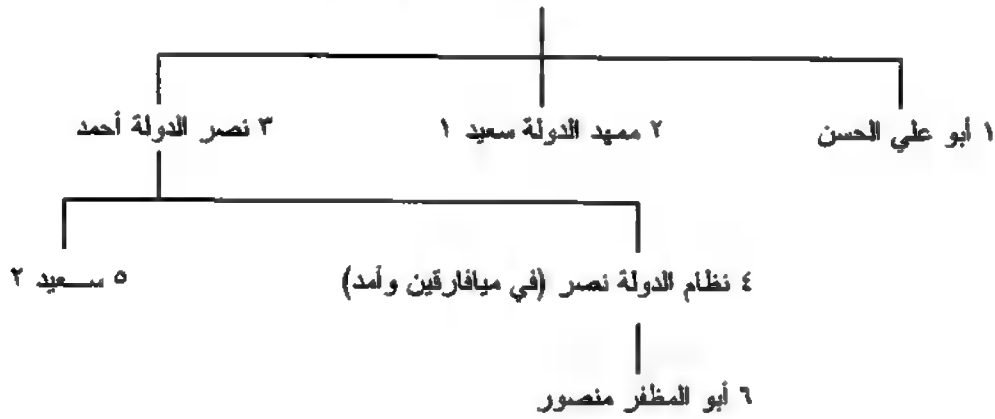 ١ أبو علي الحسن ٢ ممهد الدولة سعيد ١ ٣ نصر الدولة أحمد
٤ نظام الدولة نصر (في ميافارقين وآمد) ٥ سعيد ٢
٦ أبو المظفر منصور